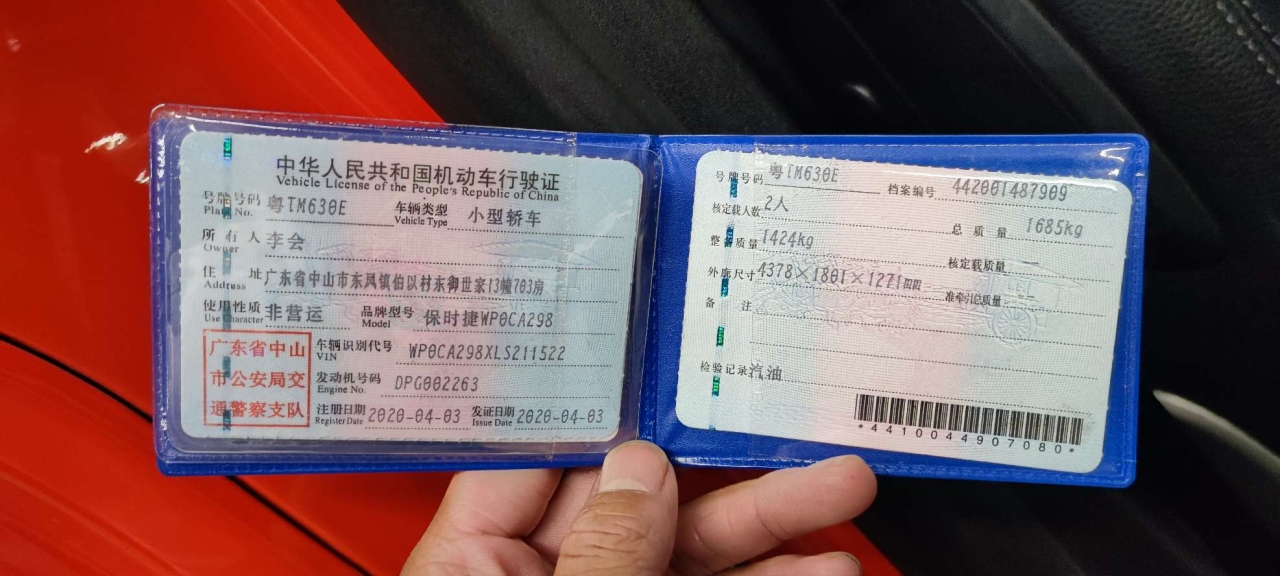 中华人民共和国机动车行驶证
Vehicle License of the People's Republic of China
号牌号码 粤TM630E 车辆类型 小型轿车
Plate No. Vehicle Type
所有人 李会
Owner
住址 广东省中山市东凤镇伯以村东御世家13幢703房
Address
使用性质 非营运 品牌型号 保时捷WP0CA298
Use Character Model
广东省中山
市公安局交
通警察支队
车辆识别代号 WP0CA298XLS211522
VIN
发动机号码 DPG002263
Engine No.
注册日期 2020-04-03 发证日期 2020-04-03
Register Date Issue Date
号牌号码 粤TM630E 档案编号 442001487909
核定载人数 2人 总质量 1685kg
整备质量 1424kg 核定载质量 --
外廓尺寸 4378×1801×1271mm 准牵引总质量 --
备注
检验记录 汽油
*4410044907080*